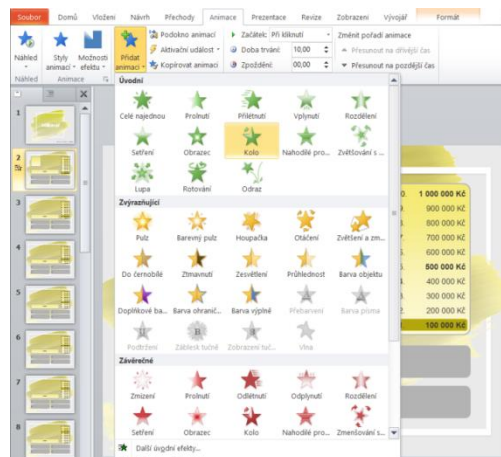 Soubor Domů Vložení Návrh Přechody Animace Prezentace Revize Zobrazení Vývojář Formát
Náhled
Styly animací
Možnosti efektu
Přidat animaci
Podokno animací
Aktivační událost
Kopírovat animaci
Začátek: Při kliknutí
Doba trvání: 10,00
Zpoždění: 00,00
Změnit pořadí animace
Přesunout na dřívější čas
Přesunout na pozdější čas
Náhled Animace
Úvodní
Celé najednou Prolnutí Přilétnutí Vplynutí Rozdělení
Setření Obrazec Kolo Nahodilé pro... Zvětšování s ...
Lupa Rotování Odraz
Zvýrazňující
Pulz Barevný pulz Houpačka Otáčení Zvětšení a zm...
Do černobílé Ztmavnutí Zesvětlení Průhlednost Barva objektu
Doplňkové ba... Barva ohranič... Barva výplně Přebarvení Barva písma
Podtržení Záblesk tučně Zobrazení tuč... Vlna
Závěrečné
Zmizení Prolnutí Odlétnutí Odplynutí Rozdělení
Setření Obrazec Kolo Nahodilé pro... Zmenšování s...
Další úvodní efekty...
1
2
3
4
5
6
7
8
0. 1 000 000 Kč
900 000 Kč
800 000 Kč
700 000 Kč
600 000 Kč
500 000 Kč
400 000 Kč
300 000 Kč
200 000 Kč
100 000 Kč